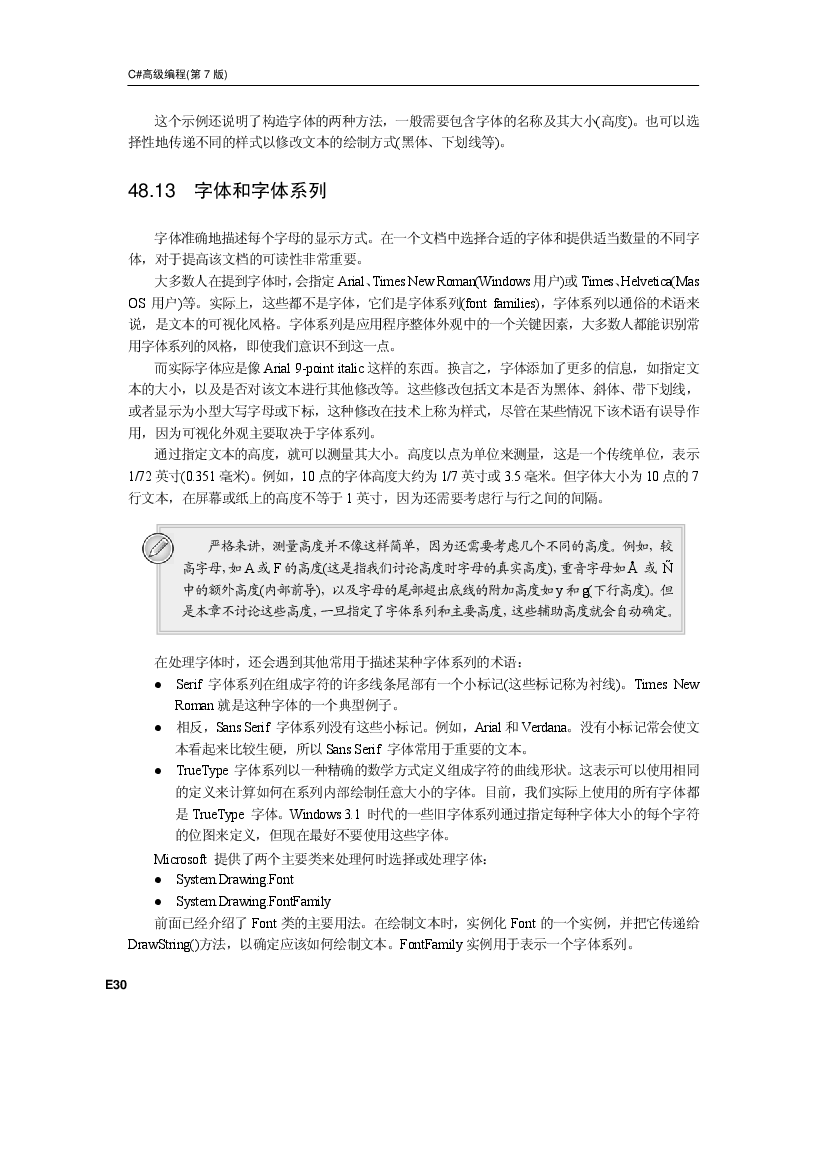 C#高级编程(第 7 版)
这个示例还说明了构造字体的两种方法，一般需要包含字体的名称及其大小(高度)。也可以选
择性地传递不同的样式以修改文本的绘制方式(黑体、下划线等)。
48.13 字体和字体系列
字体准确地描述每个字母的显示方式。在一个文档中选择合适的字体和提供适当数量的不同字
体，对于提高该文档的可读性非常重要。
大多数人在提到字体时，会指定 Arial、Times New Roman(Windows 用户)或 Times、Helvetica(Mas
OS 用户)等。实际上，这些都不是字体，它们是字体系列(font families)，字体系列以通俗的术语来
说，是文本的可视化风格。字体系列是应用程序整体外观中的一个关键因素，大多数人都能识别常
用字体系列的风格，即使我们意识不到这一点。
而实际字体应是像 Arial 9-point italic 这样的东西。换言之，字体添加了更多的信息，如指定文
本的大小，以及是否对该文本进行其他修改等。这些修改包括文本是否为黑体、斜体、带下划线，
或者显示为小型大写字母或下标，这种修改在技术上称为样式，尽管在某些情况下该术语有误导作
用，因为可视化外观主要取决于字体系列。
通过指定文本的高度，就可以测量其大小。高度以点为单位来测量，这是一个传统单位，表示
1/72 英寸(0.351 毫米)。例如，10 点的字体高度大约为 1/7 英寸或 3.5 毫米。但字体大小为 10 点的 7
行文本，在屏幕或纸上的高度不等于 1 英寸，因为还需要考虑行与行之间的间隔。
严格来讲，测量高度并不像这样简单，因为还需要考虑几个不同的高度。例如，较
高字母，如 A 或 F 的高度(这是指我们讨论高度时字母的真实高度)，重音字母如 Å 或 Ñ
中的额外高度(内部前导)，以及字母的尾部超出底线的附加高度如 y 和 g(下行高度)。但
是本章不讨论这些高度，一旦指定了字体系列和主要高度，这些辅助高度就会自动确定。
在处理字体时，还会遇到其他常用于描述某种字体系列的术语：
● Serif 字体系列在组成字符的许多线条尾部有一个小标记(这些标记称为衬线)。Times New
Roman 就是这种字体的一个典型例子。
● 相反，Sans Serif 字体系列没有这些小标记。例如，Arial 和 Verdana。没有小标记常会使文
本看起来比较生硬，所以 Sans Serif 字体常用于重要的文本。
● TrueType 字体系列以一种精确的数学方式定义组成字符的曲线形状。这表示可以使用相同
的定义来计算如何在系列内部绘制任意大小的字体。目前，我们实际上使用的所有字体都
是 TrueType 字体。Windows 3.1 时代的一些旧字体系列通过指定每种字体大小的每个字符
的位图来定义，但现在最好不要使用这些字体。
Microsoft 提供了两个主要类来处理何时选择或处理字体：
● System.Drawing.Font
● System.Drawing.FontFamily
前面已经介绍了 Font 类的主要用法。在绘制文本时，实例化 Font 的一个实例，并把它传递给
DrawString()方法，以确定应该如何绘制文本。FontFamily 实例用于表示一个字体系列。
E30